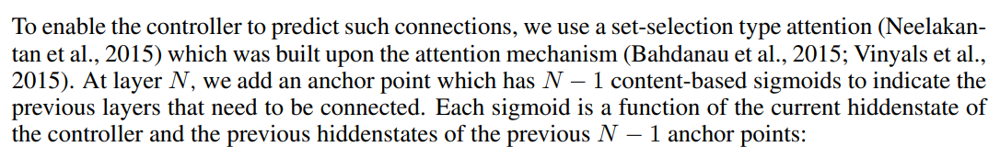 To enable the controller to predict such connections, we use a set-selection type attention (Neelakan-
tan et al., 2015) which was built upon the attention mechanism (Bahdanau et al., 2015; Vinyals et al.,
2015). At layer N, we add an anchor point which has N − 1 content-based sigmoids to indicate the
previous layers that need to be connected. Each sigmoid is a function of the current hiddenstate of
the controller and the previous hiddenstates of the previous N − 1 anchor points: